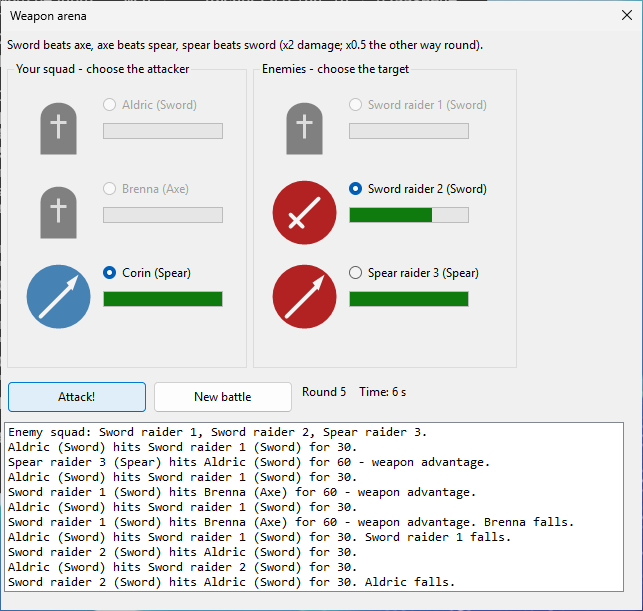 Weapon arena
Sword beats axe, axe beats spear, spear beats sword (x2 damage; x0.5 the other way round).
Your squad - choose the attacker
Aldric (Sword)
Brenna (Axe)
Corin (Spear)
Enemies - choose the target
Sword raider 1 (Sword)
Sword raider 2 (Sword)
Spear raider 3 (Spear)
Attack!
New battle
Round 5
Time: 6 s
Enemy squad: Sword raider 1, Sword raider 2, Spear raider 3.
Aldric (Sword) hits Sword raider 1 (Sword) for 30.
Spear raider 3 (Spear) hits Aldric (Sword) for 60 - weapon advantage.
Aldric (Sword) hits Sword raider 1 (Sword) for 30.
Sword raider 1 (Sword) hits Brenna (Axe) for 60 - weapon advantage.
Aldric (Sword) hits Sword raider 1 (Sword) for 30.
Sword raider 1 (Sword) hits Brenna (Axe) for 60 - weapon advantage. Brenna falls.
Aldric (Sword) hits Sword raider 1 (Sword) for 30. Sword raider 1 falls.
Sword raider 2 (Sword) hits Aldric (Sword) for 30.
Aldric (Sword) hits Sword raider 2 (Sword) for 30.
Sword raider 2 (Sword) hits Aldric (Sword) for 30. Aldric falls.